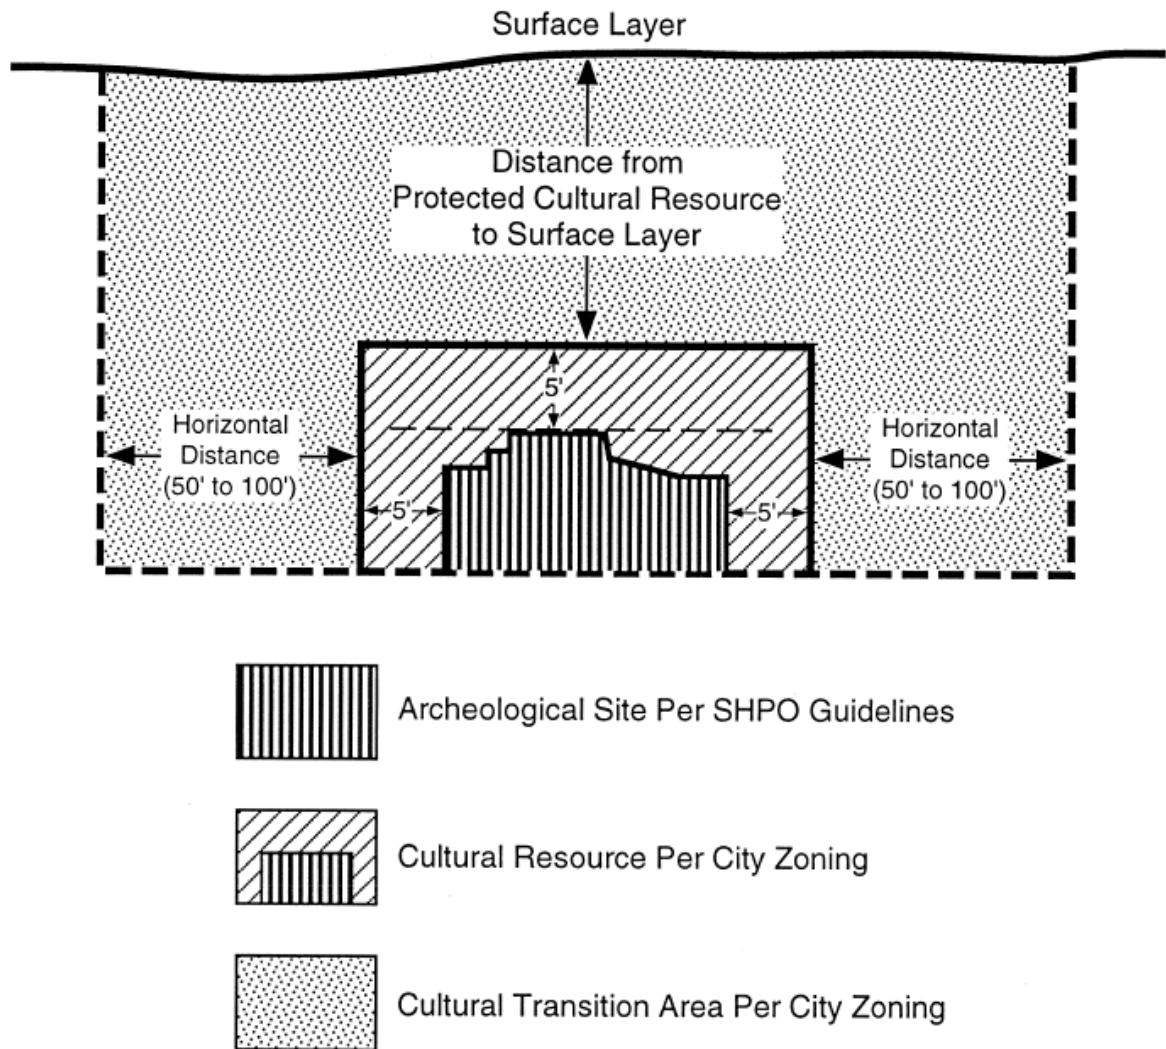 Surface Layer
Distance from
Protected Cultural Resource
to Surface Layer
5'
Horizontal
Distance
(50' to 100')
Horizontal
Distance
(50' to 100')
5'
5'
Archeological Site Per SHPO Guidelines
Cultural Resource Per City Zoning
Cultural Transition Area Per City Zoning